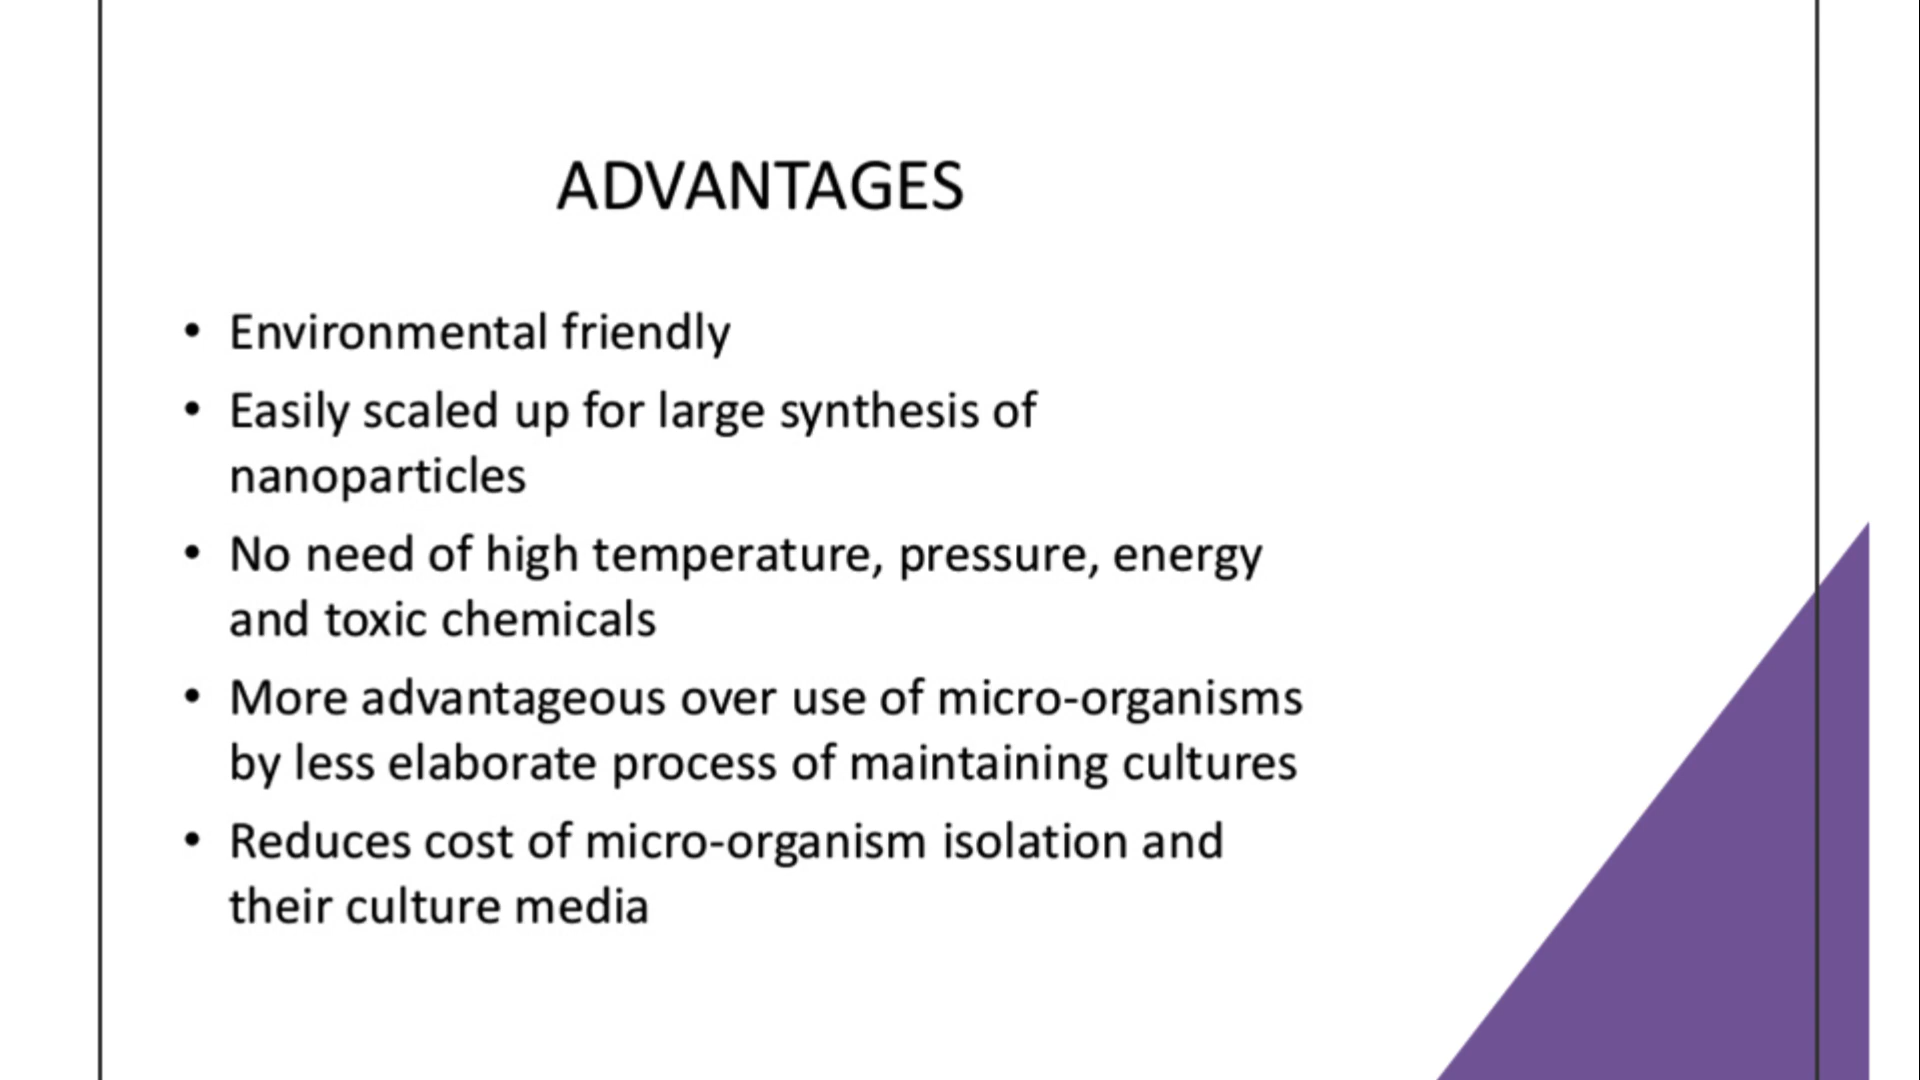 ADVANTAGES
• Environmental friendly
• Easily scaled up for large synthesis of
nanoparticles
• No need of high temperature, pressure, energy
and toxic chemicals
• More advantageous over use of micro-organisms
by less elaborate process of maintaining cultures
• Reduces cost of micro-organism isolation and
their culture media